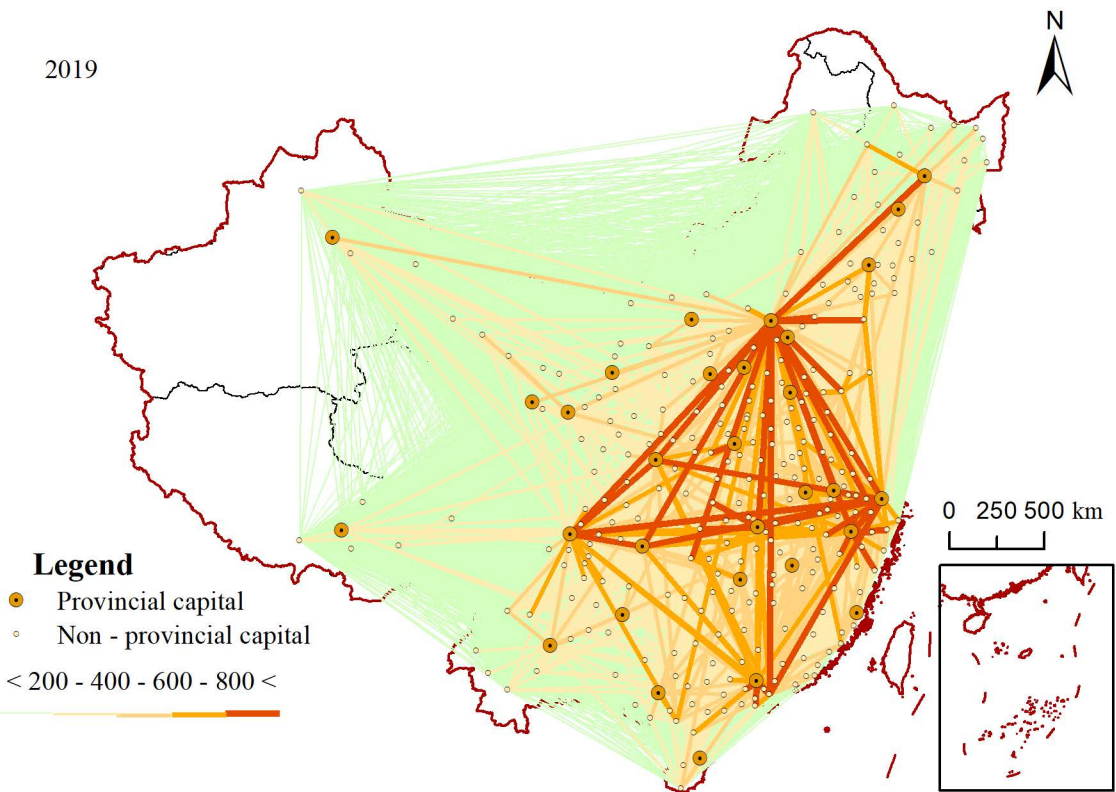 N
2019
0 250 500 km
Legend
Provincial capital
Non - provincial capital
< 200 - 400 - 600 - 800 <